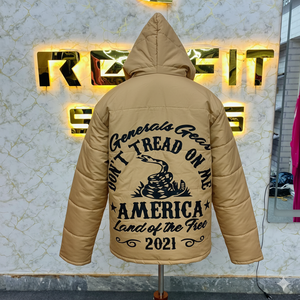 REFIT
S
S
Generals Gear
DON'T TREAD ON ME
AMERICA
Land of the Free
2021